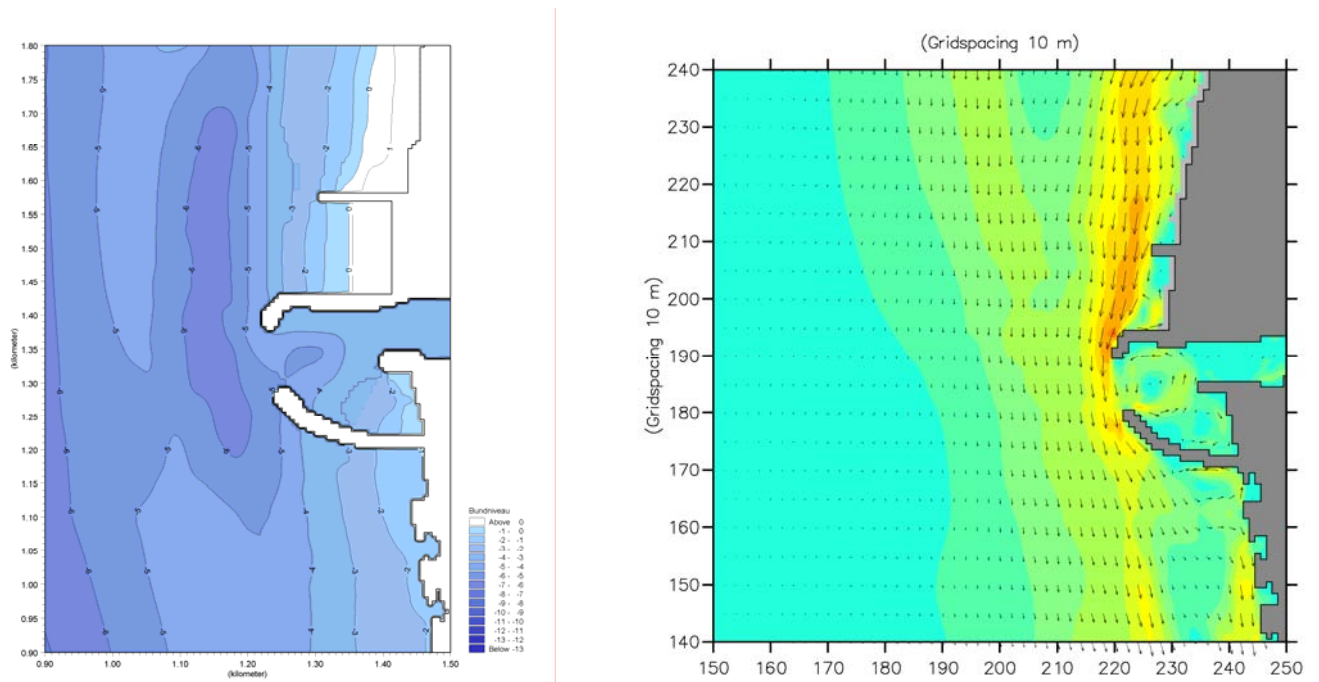 1.80
1.75
1.70
1.65
1.60
1.55
1.50
1.45
1.40
1.35
1.30
1.25
1.20
1.15
1.10
1.05
1.00
0.95
0.90
(kilometer)
0.90 1.00 1.10 1.20 1.30 1.40 1.50
(kilometer)
Bundniveau
Above 0
-1 - 0
-2 - -1
-3 - -2
-4 - -3
-5 - -4
-6 - -5
-7 - -6
-8 - -7
-9 - -8
-10 - -9
-11 - -10
-12 - -11
-13 - -12
Below -13
(Gridspacing 10 m)
240
230
220
210
200
190
180
170
160
150
140
(Gridspacing 10 m)
150 160 170 180 190 200 210 220 230 240 250